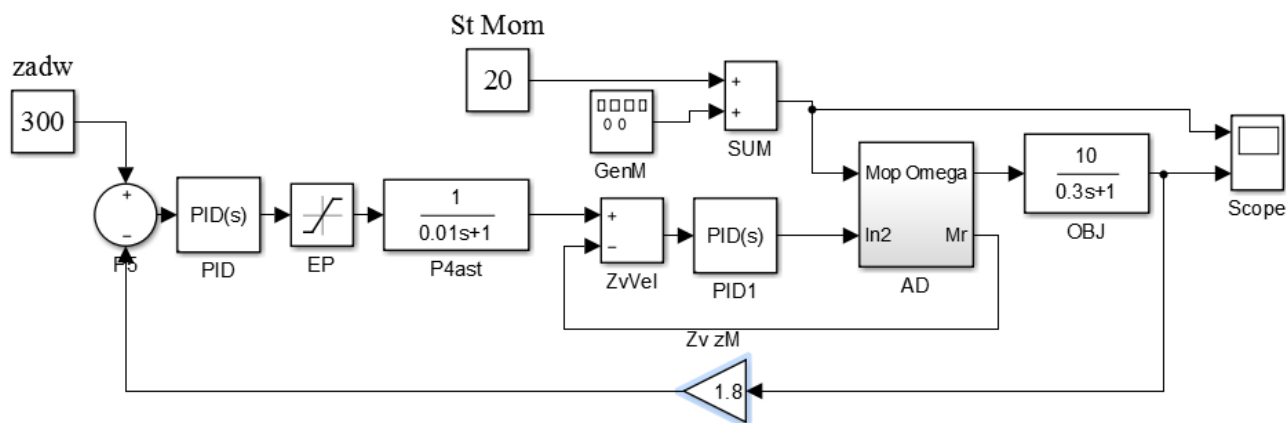 St Mom
zadw
20
300
+
+
SUM
GenM
+
−
PID(s)
PID
EP
1
0.01s+1
P4ast
+
−
ZvVel
PID(s)
PID1
Mop Omega
In2
Mr
AD
10
0.3s+1
OBJ
Scope
Zv zM
1.8